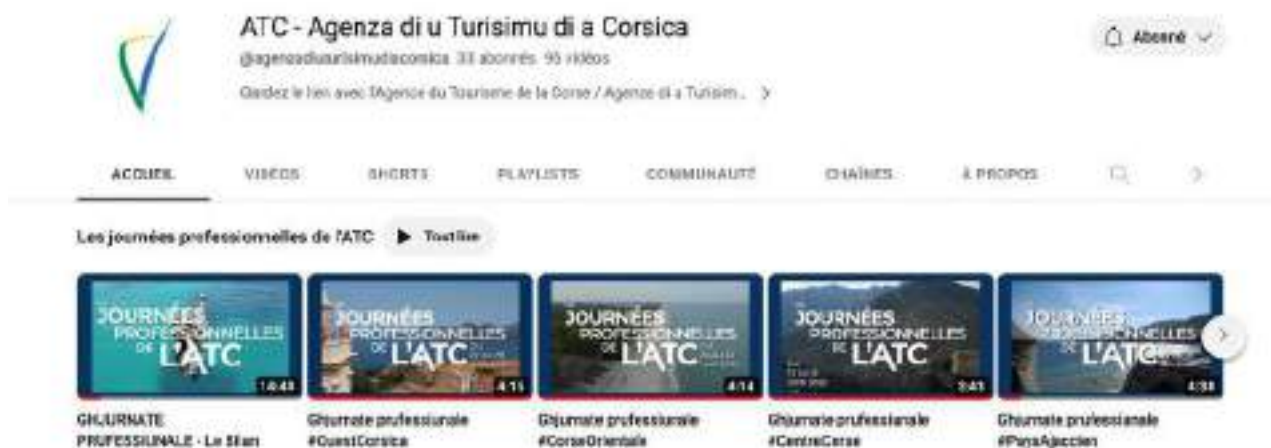 ATC - Agenza di u Turisimu di a Corsica
33 abonnés 95 vidéos
Gardez le lien avec l'Agence du Tourisme de la Corse / Agenza di u Turisim...
Abonné
ACCUEIL VIDÉOS SHORTS PLAYLISTS COMMUNAUTÉ CHAÎNES À PROPOS
Les journées professionnelles de l'ATC Tout lire
JOURNÉES
PROFESSIONNELLES
DE L'ATC
14:43
JOURNÉES
PROFESSIONNELLES
DE L'ATC
4:15
JOURNÉES
PROFESSIONNELLES
DE L'ATC
4:14
JOURNÉES
PROFESSIONNELLES
DE L'ATC
3:43
JOURNÉES
PROFESSIONNELLES
DE L'ATC
4:38
GHJURNATE
PRUFESSIUNALE - Le Bilan
Ghjurnate prufessiunale
#OuestCorsica
Ghjurnate prufessiunale
#CorseOrientale
Ghjurnate prufessiunale
#CentreCorse
Ghjurnate prufessiunale
#PaysAjaccien